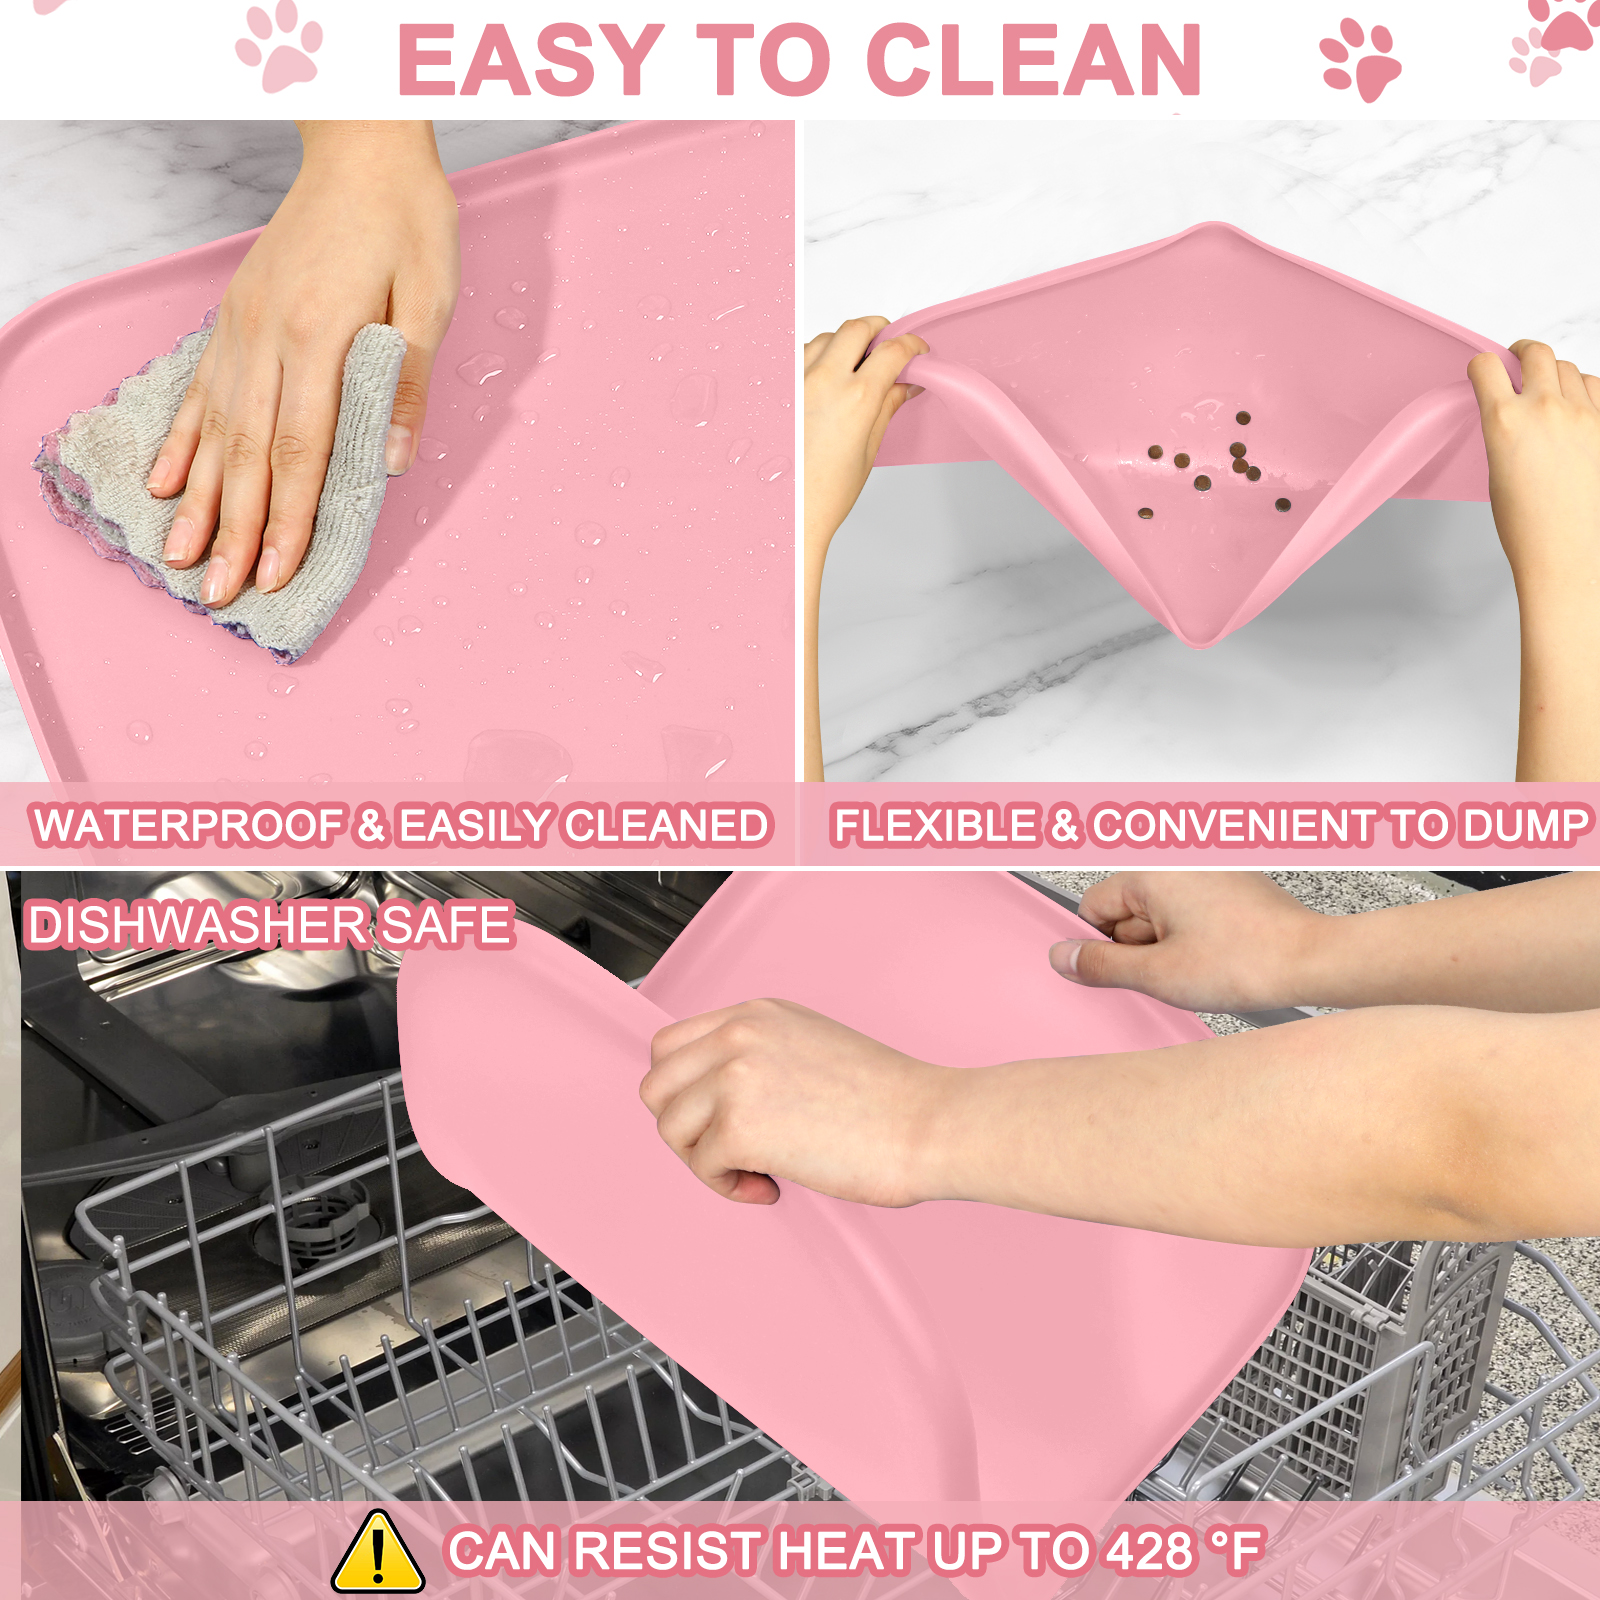 EASY TO CLEAN
WATERPROOF & EASILY CLEANED
FLEXIBLE & CONVENIENT TO DUMP
DISHWASHER SAFE
CAN RESIST HEAT UP TO 428 °F